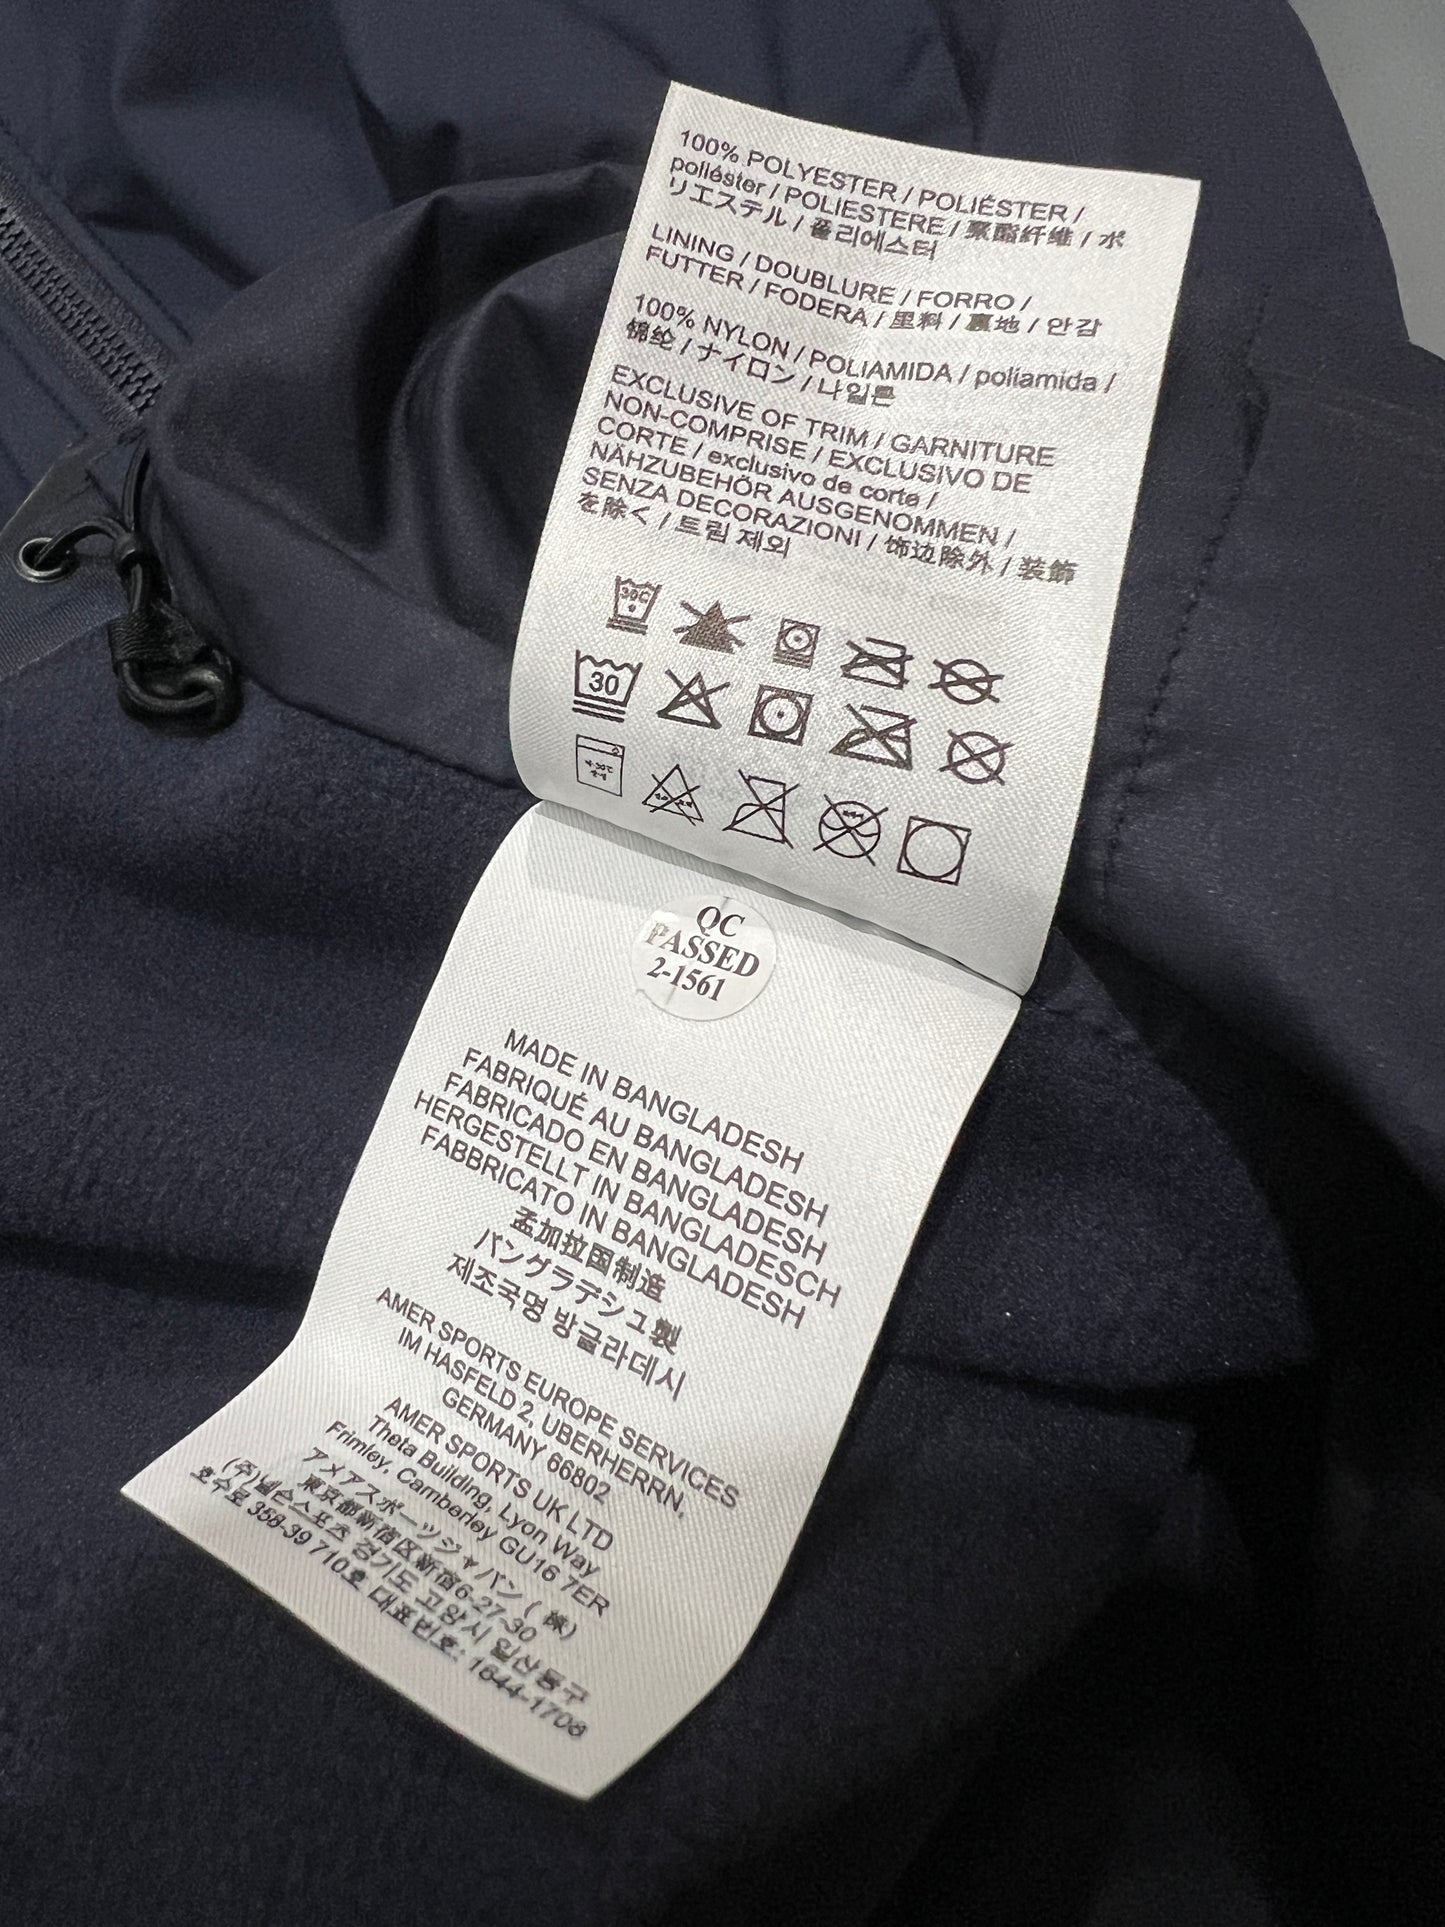 100% POLYESTER / POLIÉSTER /
poliéster / POLIESTERE / 聚酯纤维 / ポ
リエステル / 폴리에스터
LINING / DOUBLURE / FORRO /
FUTTER / FODERA / 里料 / 裏地 / 안감
100% NYLON / POLIAMIDA / poliamida /
锦纶 / ナイロン / 나일론
EXCLUSIVE OF TRIM / GARNITURE
NON-COMPRISE / EXCLUSIVO DE
CORTE / exclusivo de corte /
NÄHZUBEHÖR AUSGENOMMEN /
SENZA DECORAZIONI / 饰边除外 / 装飾
を除く / 트림 제외
30C
30
QC
PASSED
2-1561
MADE IN BANGLADESH
FABRIQUÉ AU BANGLADESH
FABRICADO EN BANGLADESH
HERGESTELLT IN BANGLADESCH
FABBRICATO IN BANGLADESH
孟加拉国制造
バングラデシュ製
제조국명 방글라데시
AMER SPORTS EUROPE SERVICES
IM HASFELD 2, UBERHERRN,
GERMANY 66802
AMER SPORTS UK LTD
Theta Building, Lyon Way
Frimley, Camberley GU16 7ER
アメアスポーツジャパン ( 株)
東京都新宿区新宿6-27-30
(주)넬슨스포츠 경기도 고양시 일산동구
호수로 358-39 710호 대표번호: 1644-1708